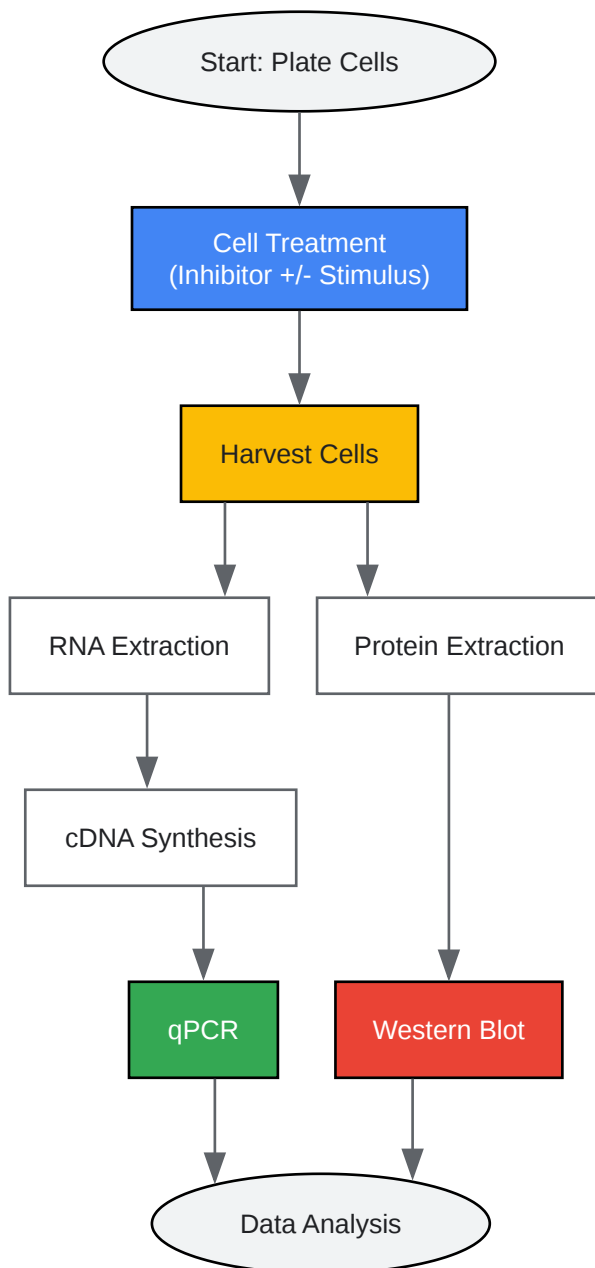 Start: Plate Cells
Cell Treatment
(Inhibitor +/- Stimulus)
Harvest Cells
RNA Extraction
Protein Extraction
cDNA Synthesis
qPCR
Western Blot
Data Analysis